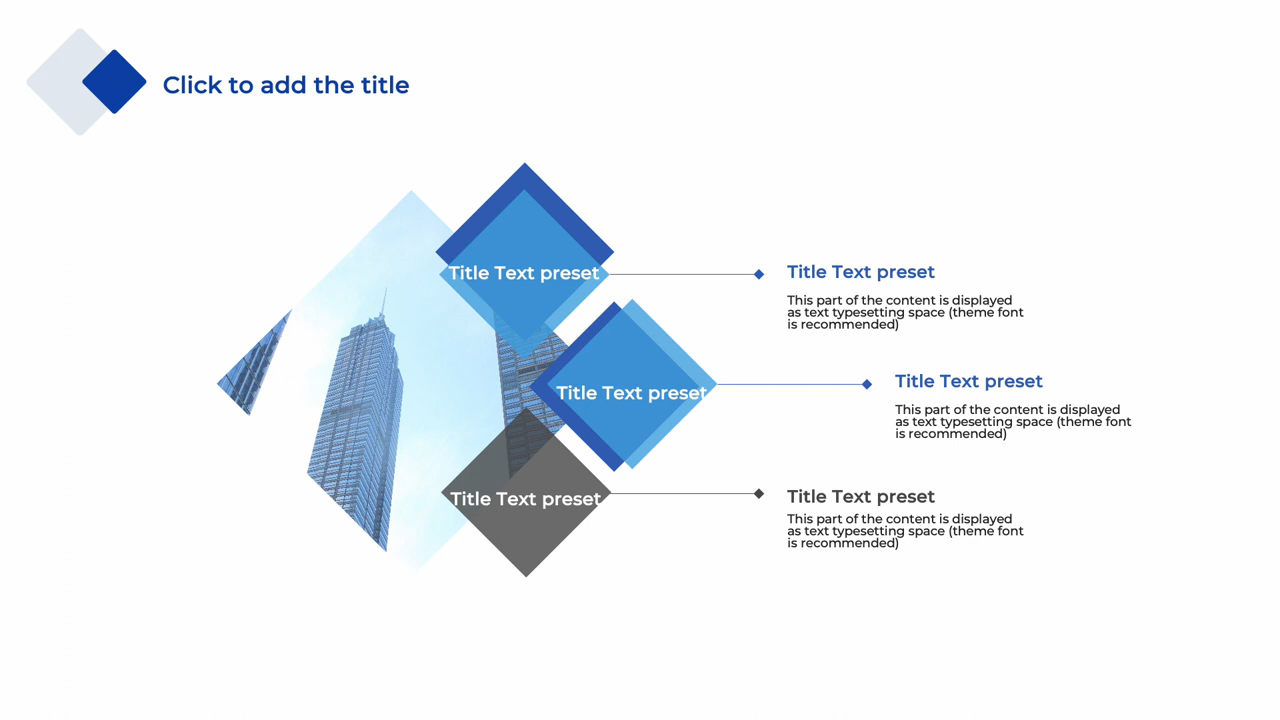 Click to add the title
Title Text preset
Title Text preset
This part of the content is displayed
as text typesetting space (theme font
is recommended)
Title Text preset
Title Text preset
This part of the content is displayed
as text typesetting space (theme font
is recommended)
Title Text preset
Title Text preset
This part of the content is displayed
as text typesetting space (theme font
is recommended)